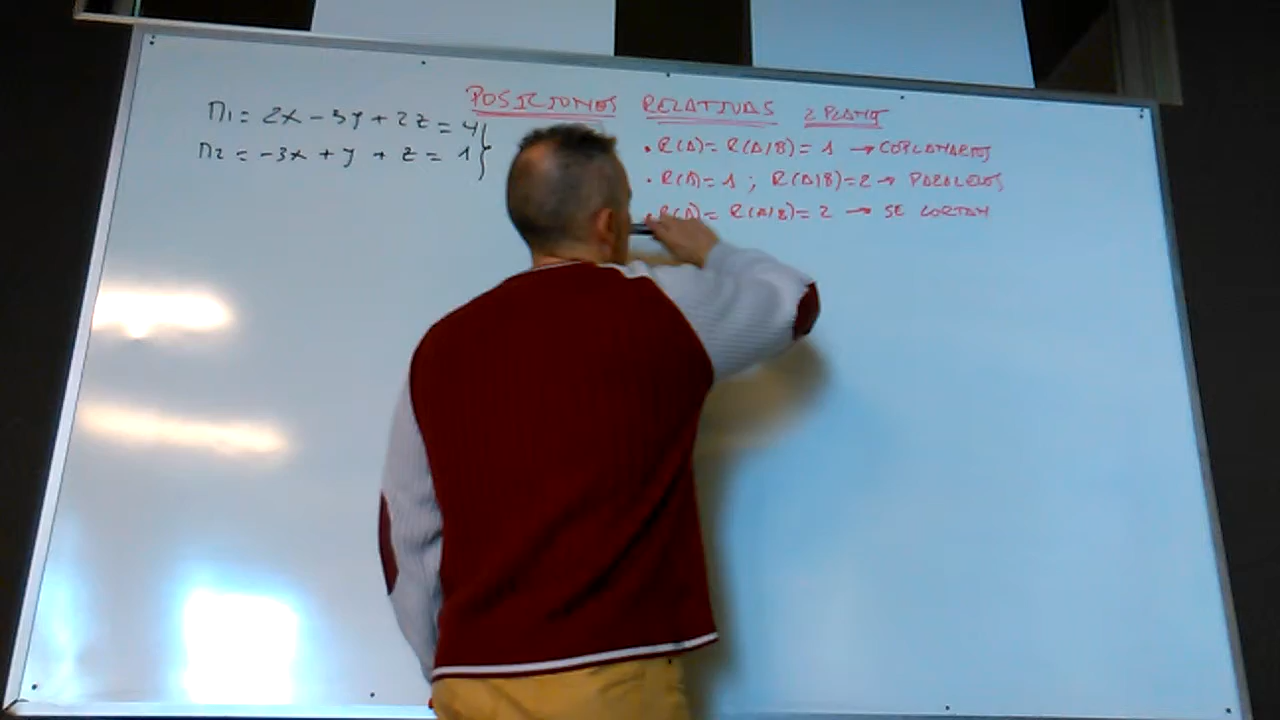 POSICIONES RELATIVAS 2 PLANOS
Π1 = 2x - 3y + 2z = 4
Π2 = -3x + y + z = 1
• R(A) = R(A/B) = 1 → COPLANARIOS
• R(A) = 1 ; R(A/B) = 2 → PARALELOS
• R(A) = R(A/B) = 2 → SE CORTAN